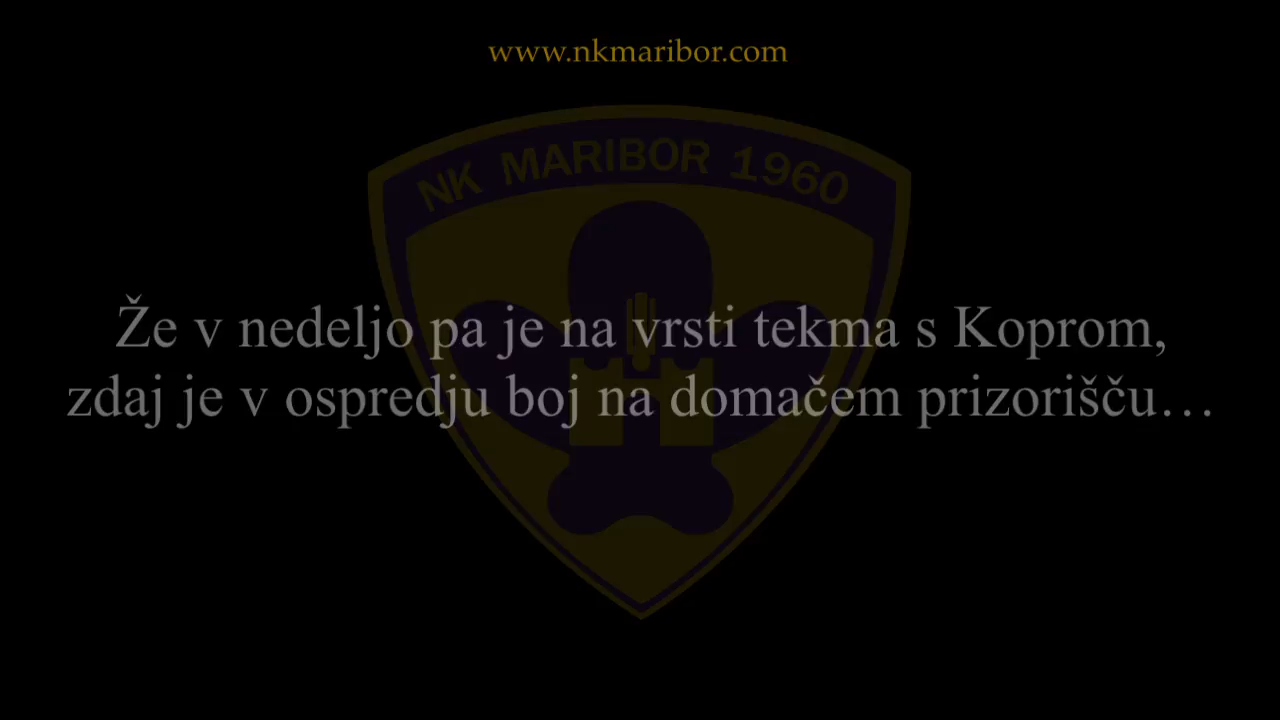 www.nkmaribor.com
NK MARIBOR 1960
Že v nedeljo pa je na vrsti tekma s Koprom,
zdaj je v ospredju boj na domačem prizorišču…